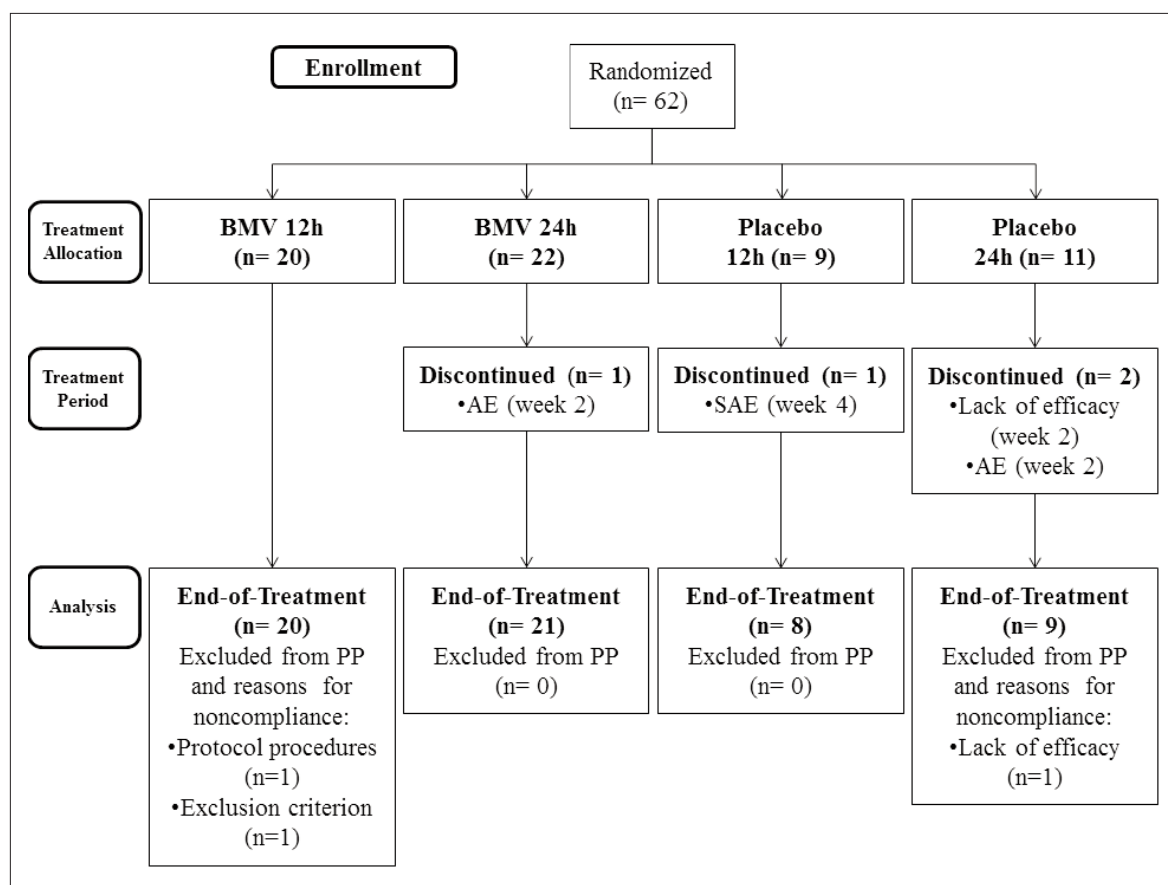 Enrollment
Randomized
(n= 62)
Treatment
Allocation
BMV 12h
(n= 20)
BMV 24h
(n= 22)
Placebo
12h (n= 9)
Placebo
24h (n= 11)
Treatment
Period
Discontinued (n= 1)
•AE (week 2)
Discontinued (n= 1)
•SAE (week 4)
Discontinued (n= 2)
•Lack of efficacy
(week 2)
•AE (week 2)
Analysis
End-of-Treatment
(n= 20)
Excluded from PP
and reasons for
noncompliance:
•Protocol procedures
(n=1)
•Exclusion criterion
(n=1)
End-of-Treatment
(n= 21)
Excluded from PP
(n= 0)
End-of-Treatment
(n= 8)
Excluded from PP
(n= 0)
End-of-Treatment
(n= 9)
Excluded from PP
and reasons for
noncompliance:
•Lack of efficacy
(n=1)